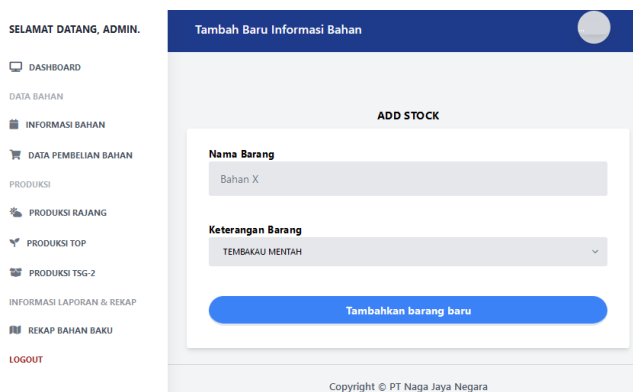 SELAMAT DATANG, ADMIN.
DASHBOARD
DATA BAHAN
INFORMASI BAHAN
DATA PEMBELIAN BAHAN
PRODUKSI
PRODUKSI RAJANG
PRODUKSI TOP
PRODUKSI TSG-2
INFORMASI LAPORAN & REKAP
REKAP BAHAN BAKU
LOGOUT
Tambah Baru Informasi Bahan
ADD STOCK
Nama Barang
Bahan X
Keterangan Barang
TEMBAKAU MENTAH
Tambahkan barang baru
Copyright © PT Naga Jaya Negara